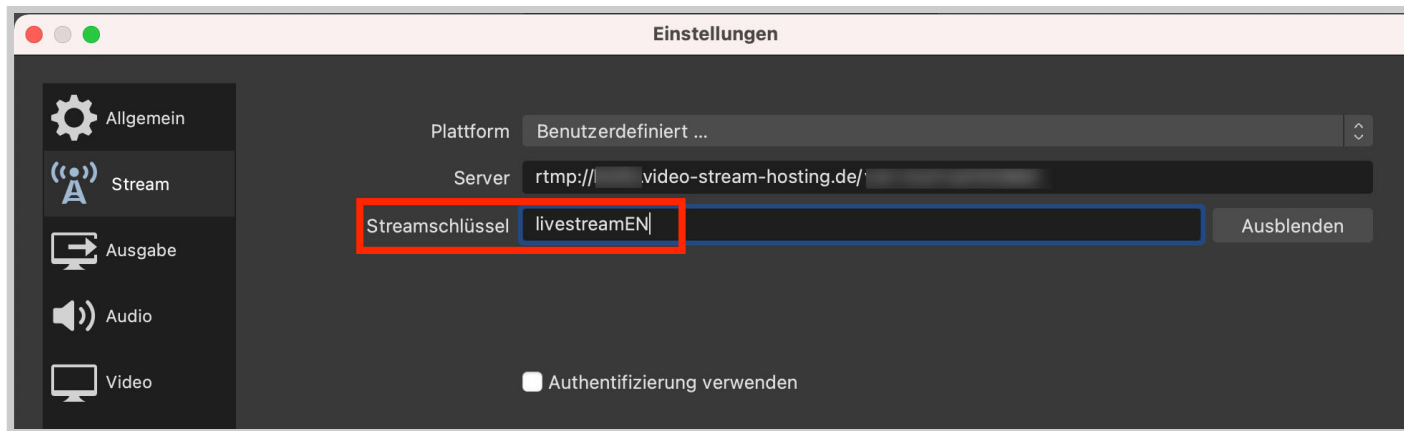 Einstellungen
Allgemein
Stream
Ausgabe
Audio
Video
Plattform Benutzerdefiniert ...
Server rtmp:// .video-stream-hosting.de/
Streamschlüssel livestreamEN Ausblenden
Authentifizierung verwenden